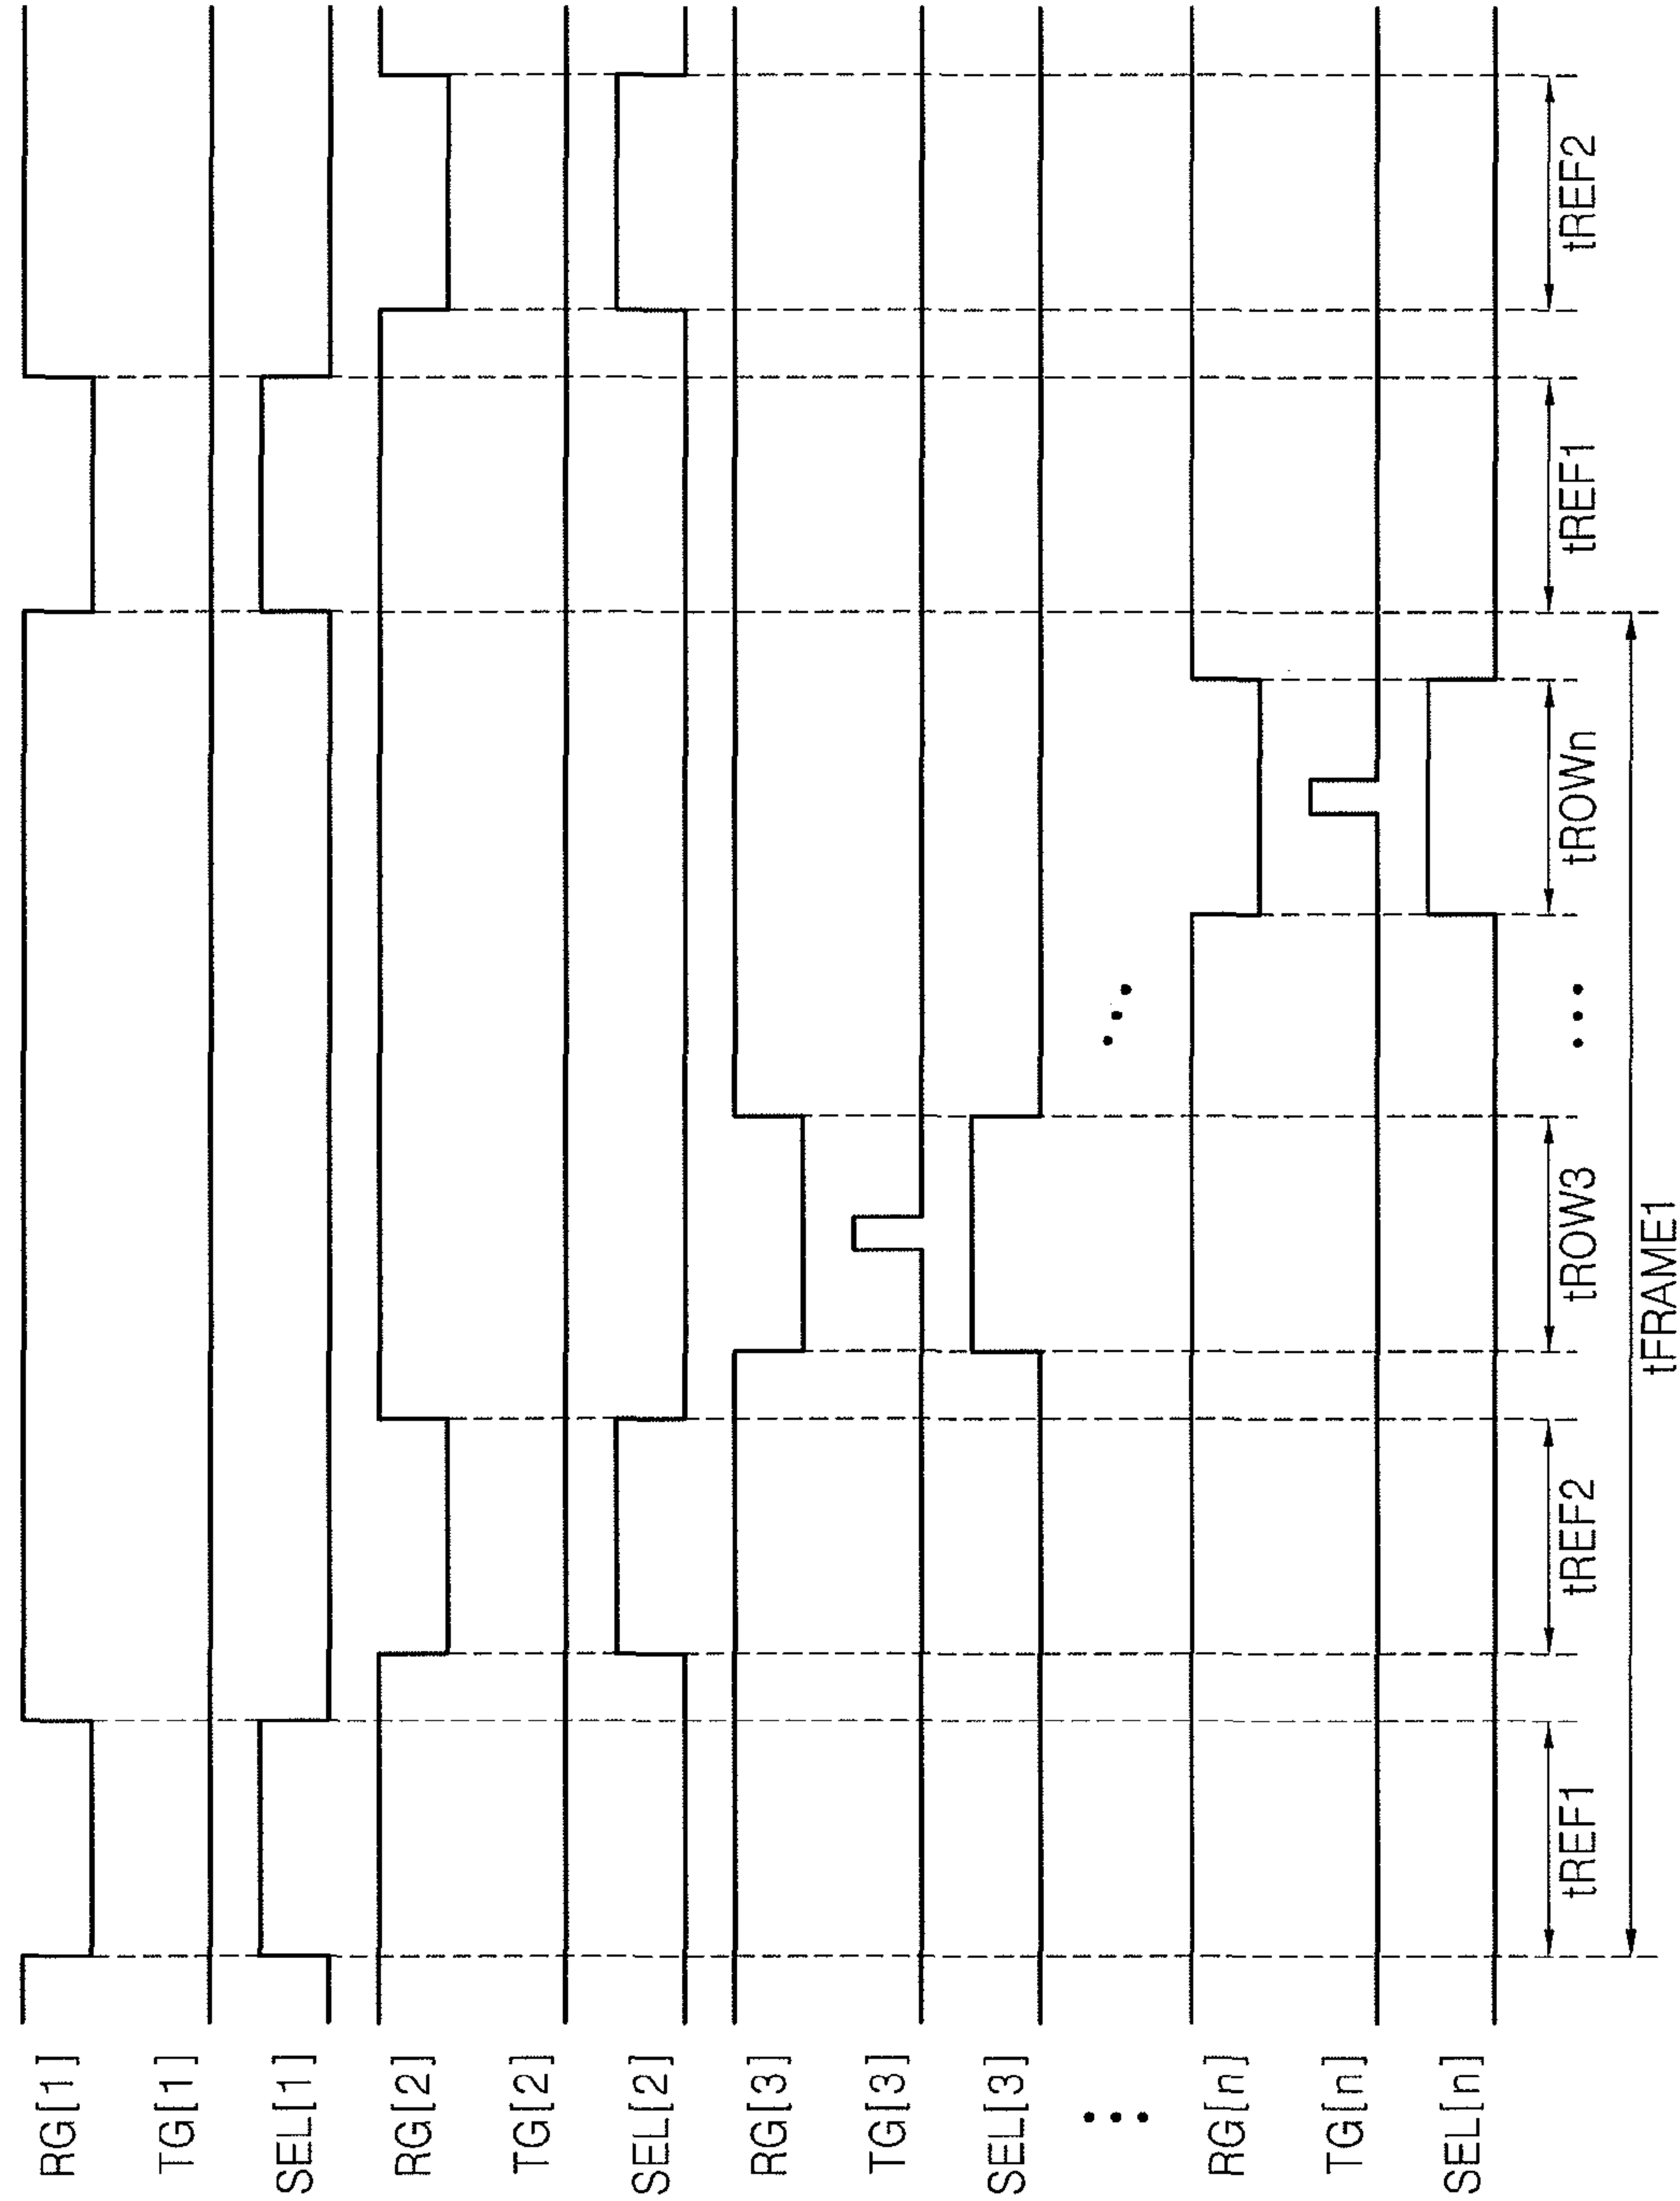 RG[1]
TG[1]
SEL[1]
RG[2]
TG[2]
SEL[2]
RG[3]
TG[3]
SEL[3]
RG[n]
TG[n]
SEL[n]
tREF1
tREF2
tROW3
tROWn
tREF1
tREF2
tFRAME1